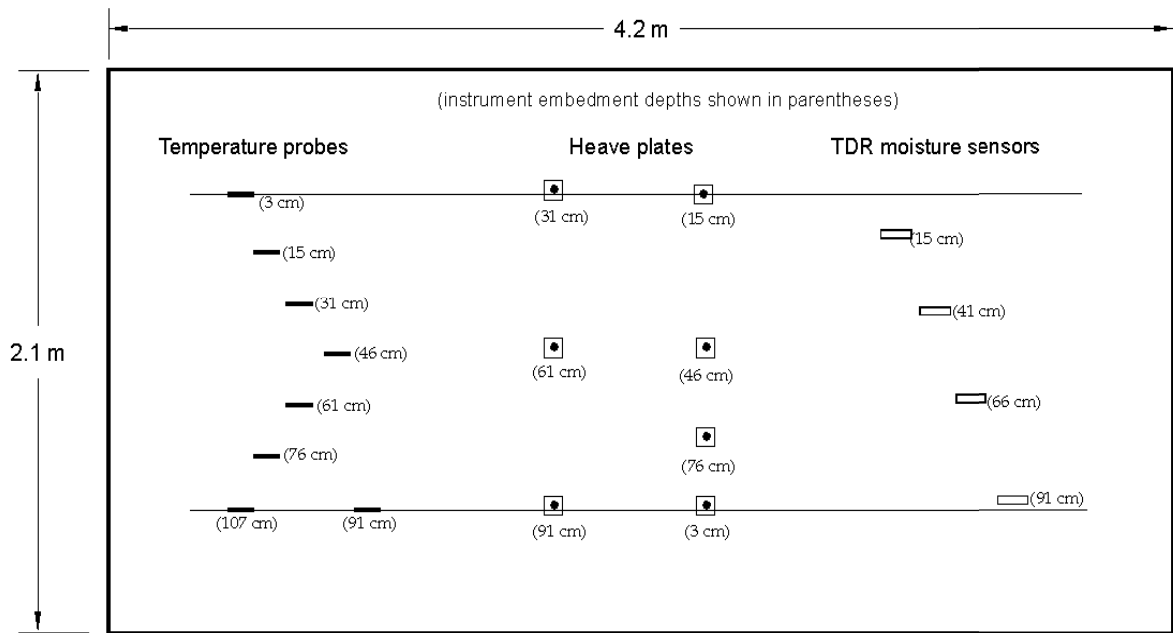 4.2 m
(instrument embedment depths shown in parentheses)
Temperature probes
Heave plates
TDR moisture sensors
(3 cm)
(31 cm)
(15 cm)
(15 cm)
(15 cm)
(31 cm)
(41 cm)
2.1 m
(46 cm)
(61 cm)
(46 cm)
(61 cm)
(66 cm)
(76 cm)
(76 cm)
(107 cm)
(91 cm)
(91 cm)
(3 cm)
(91 cm)